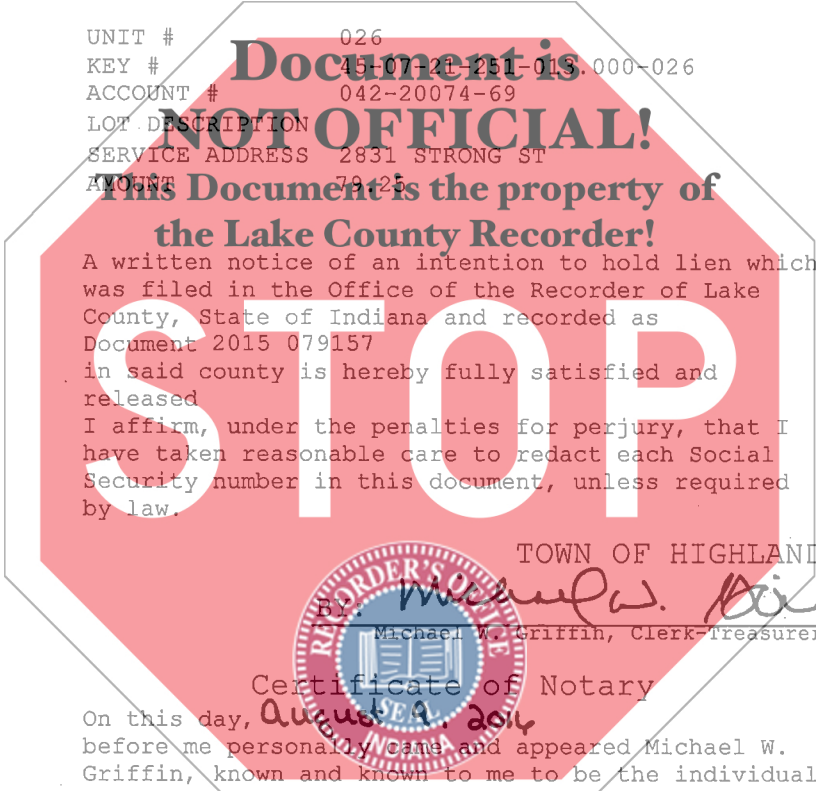 UNIT # 026
Document is
KEY # 45-07-21-251-013.000-026
ACCOUNT # 042-20074-69
LOT DESCRIPTION
NOT OFFICIAL!
SERVICE ADDRESS 2831 STRONG ST
AMOUNT 79.25
This Document is the property of
the Lake County Recorder!
A written notice of an intention to hold lien which
was filed in the Office of the Recorder of Lake
County, State of Indiana and recorded as
Document 2015 079157
in said county is hereby fully satisfied and
released
I affirm, under the penalties for perjury, that I
have taken reasonable care to redact each Social
Security number in this document, unless required
by law.
STOP
TOWN OF HIGHLAND
BY: Michael W.
Michael W. Griffin, Clerk-Treasurer
RECORDER'S OFFICE
SEAL
INDIANA
Certificate of Notary
On this day, August 9, 2016
before me personally came and appeared Michael W.
Griffin, known and known to me to be the individual